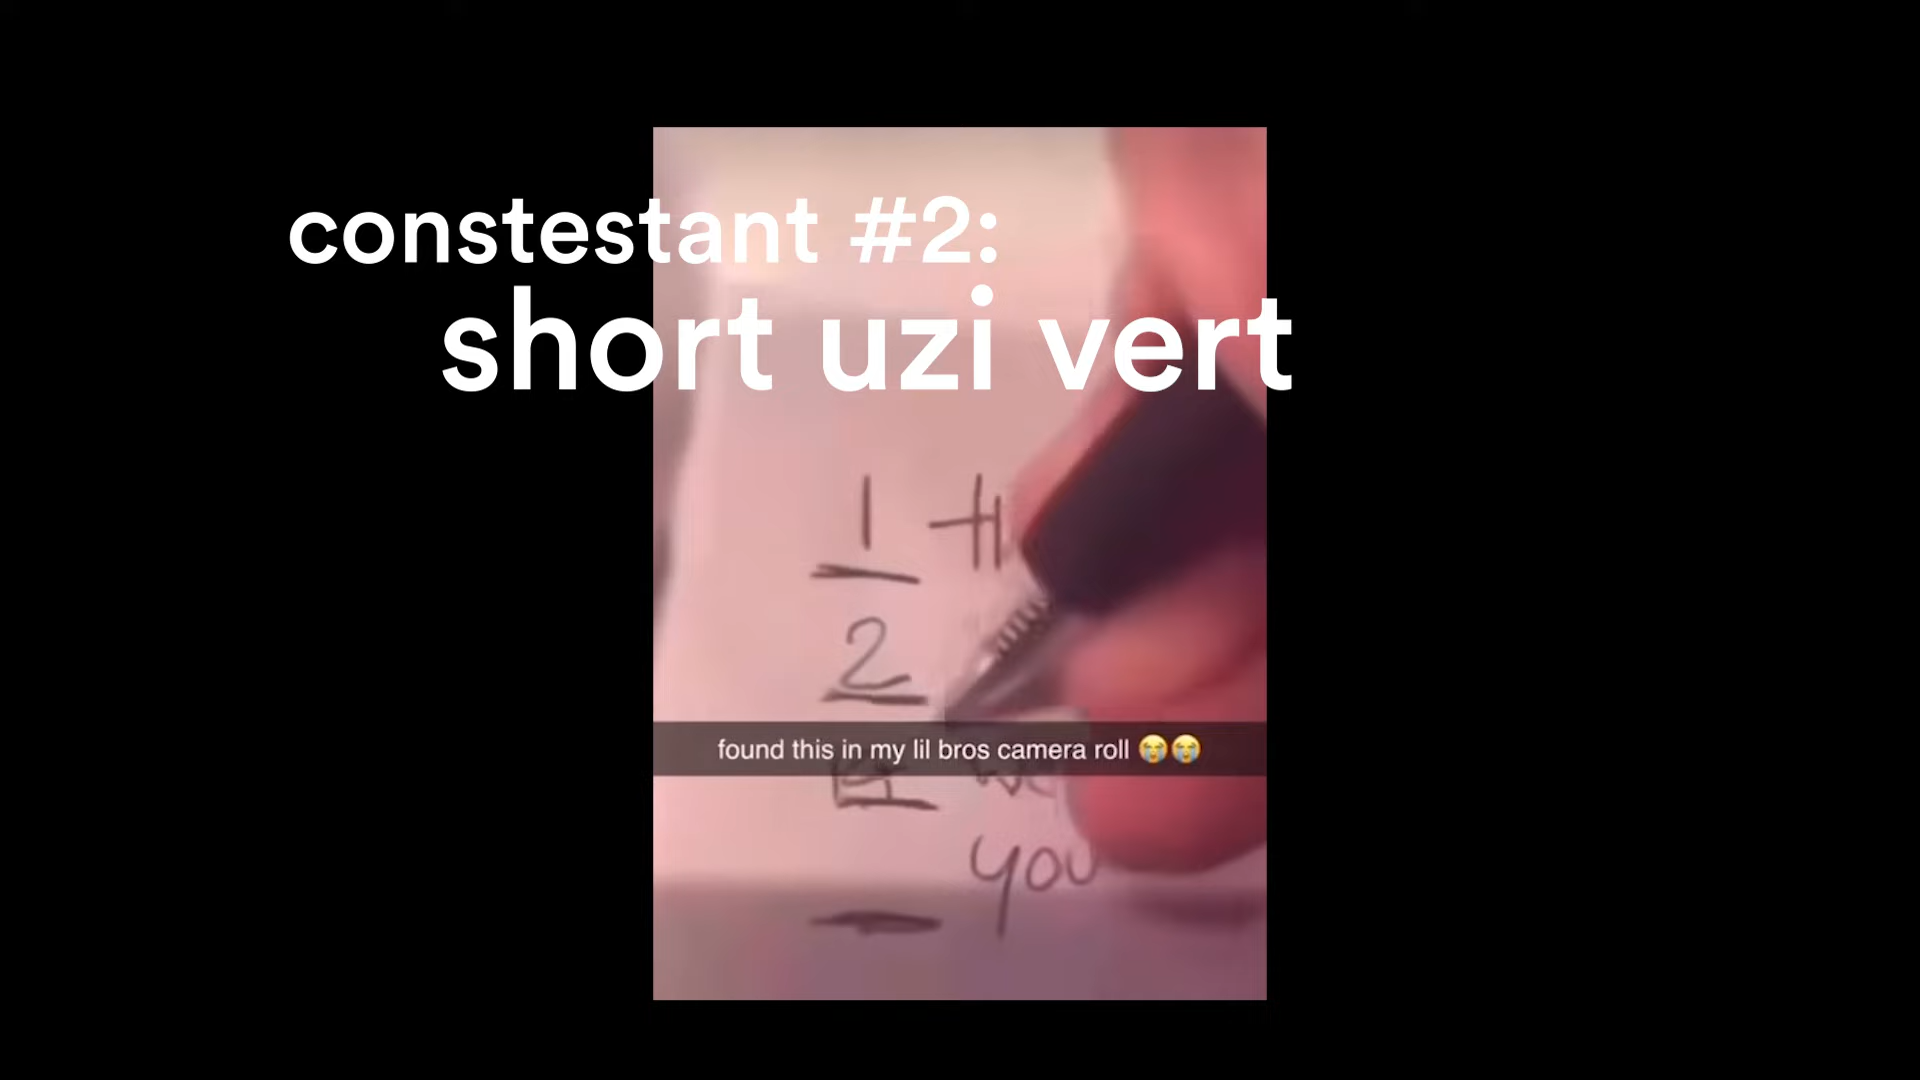 constestant #2:
short uzi vert
1 H
2
found this in my lil bros camera roll 😭😭
you